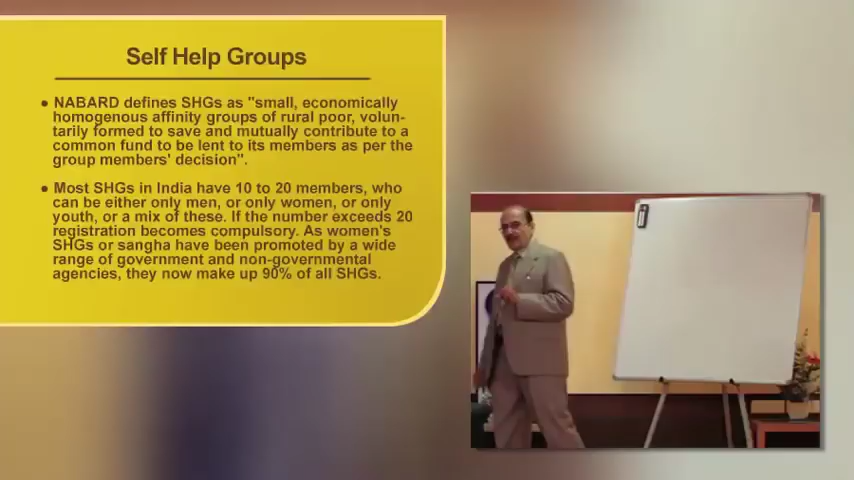 Self Help Groups
● NABARD defines SHGs as "small, economically
homogenous affinity groups of rural poor, volun-
tarily formed to save and mutually contribute to a
common fund to be lent to its members as per the
group members' decision".
● Most SHGs in India have 10 to 20 members, who
can be either only men, or only women, or only
youth, or a mix of these. If the number exceeds 20
registration becomes compulsory. As women's
SHGs or sangha have been promoted by a wide
range of government and non-governmental
agencies, they now make up 90% of all SHGs.